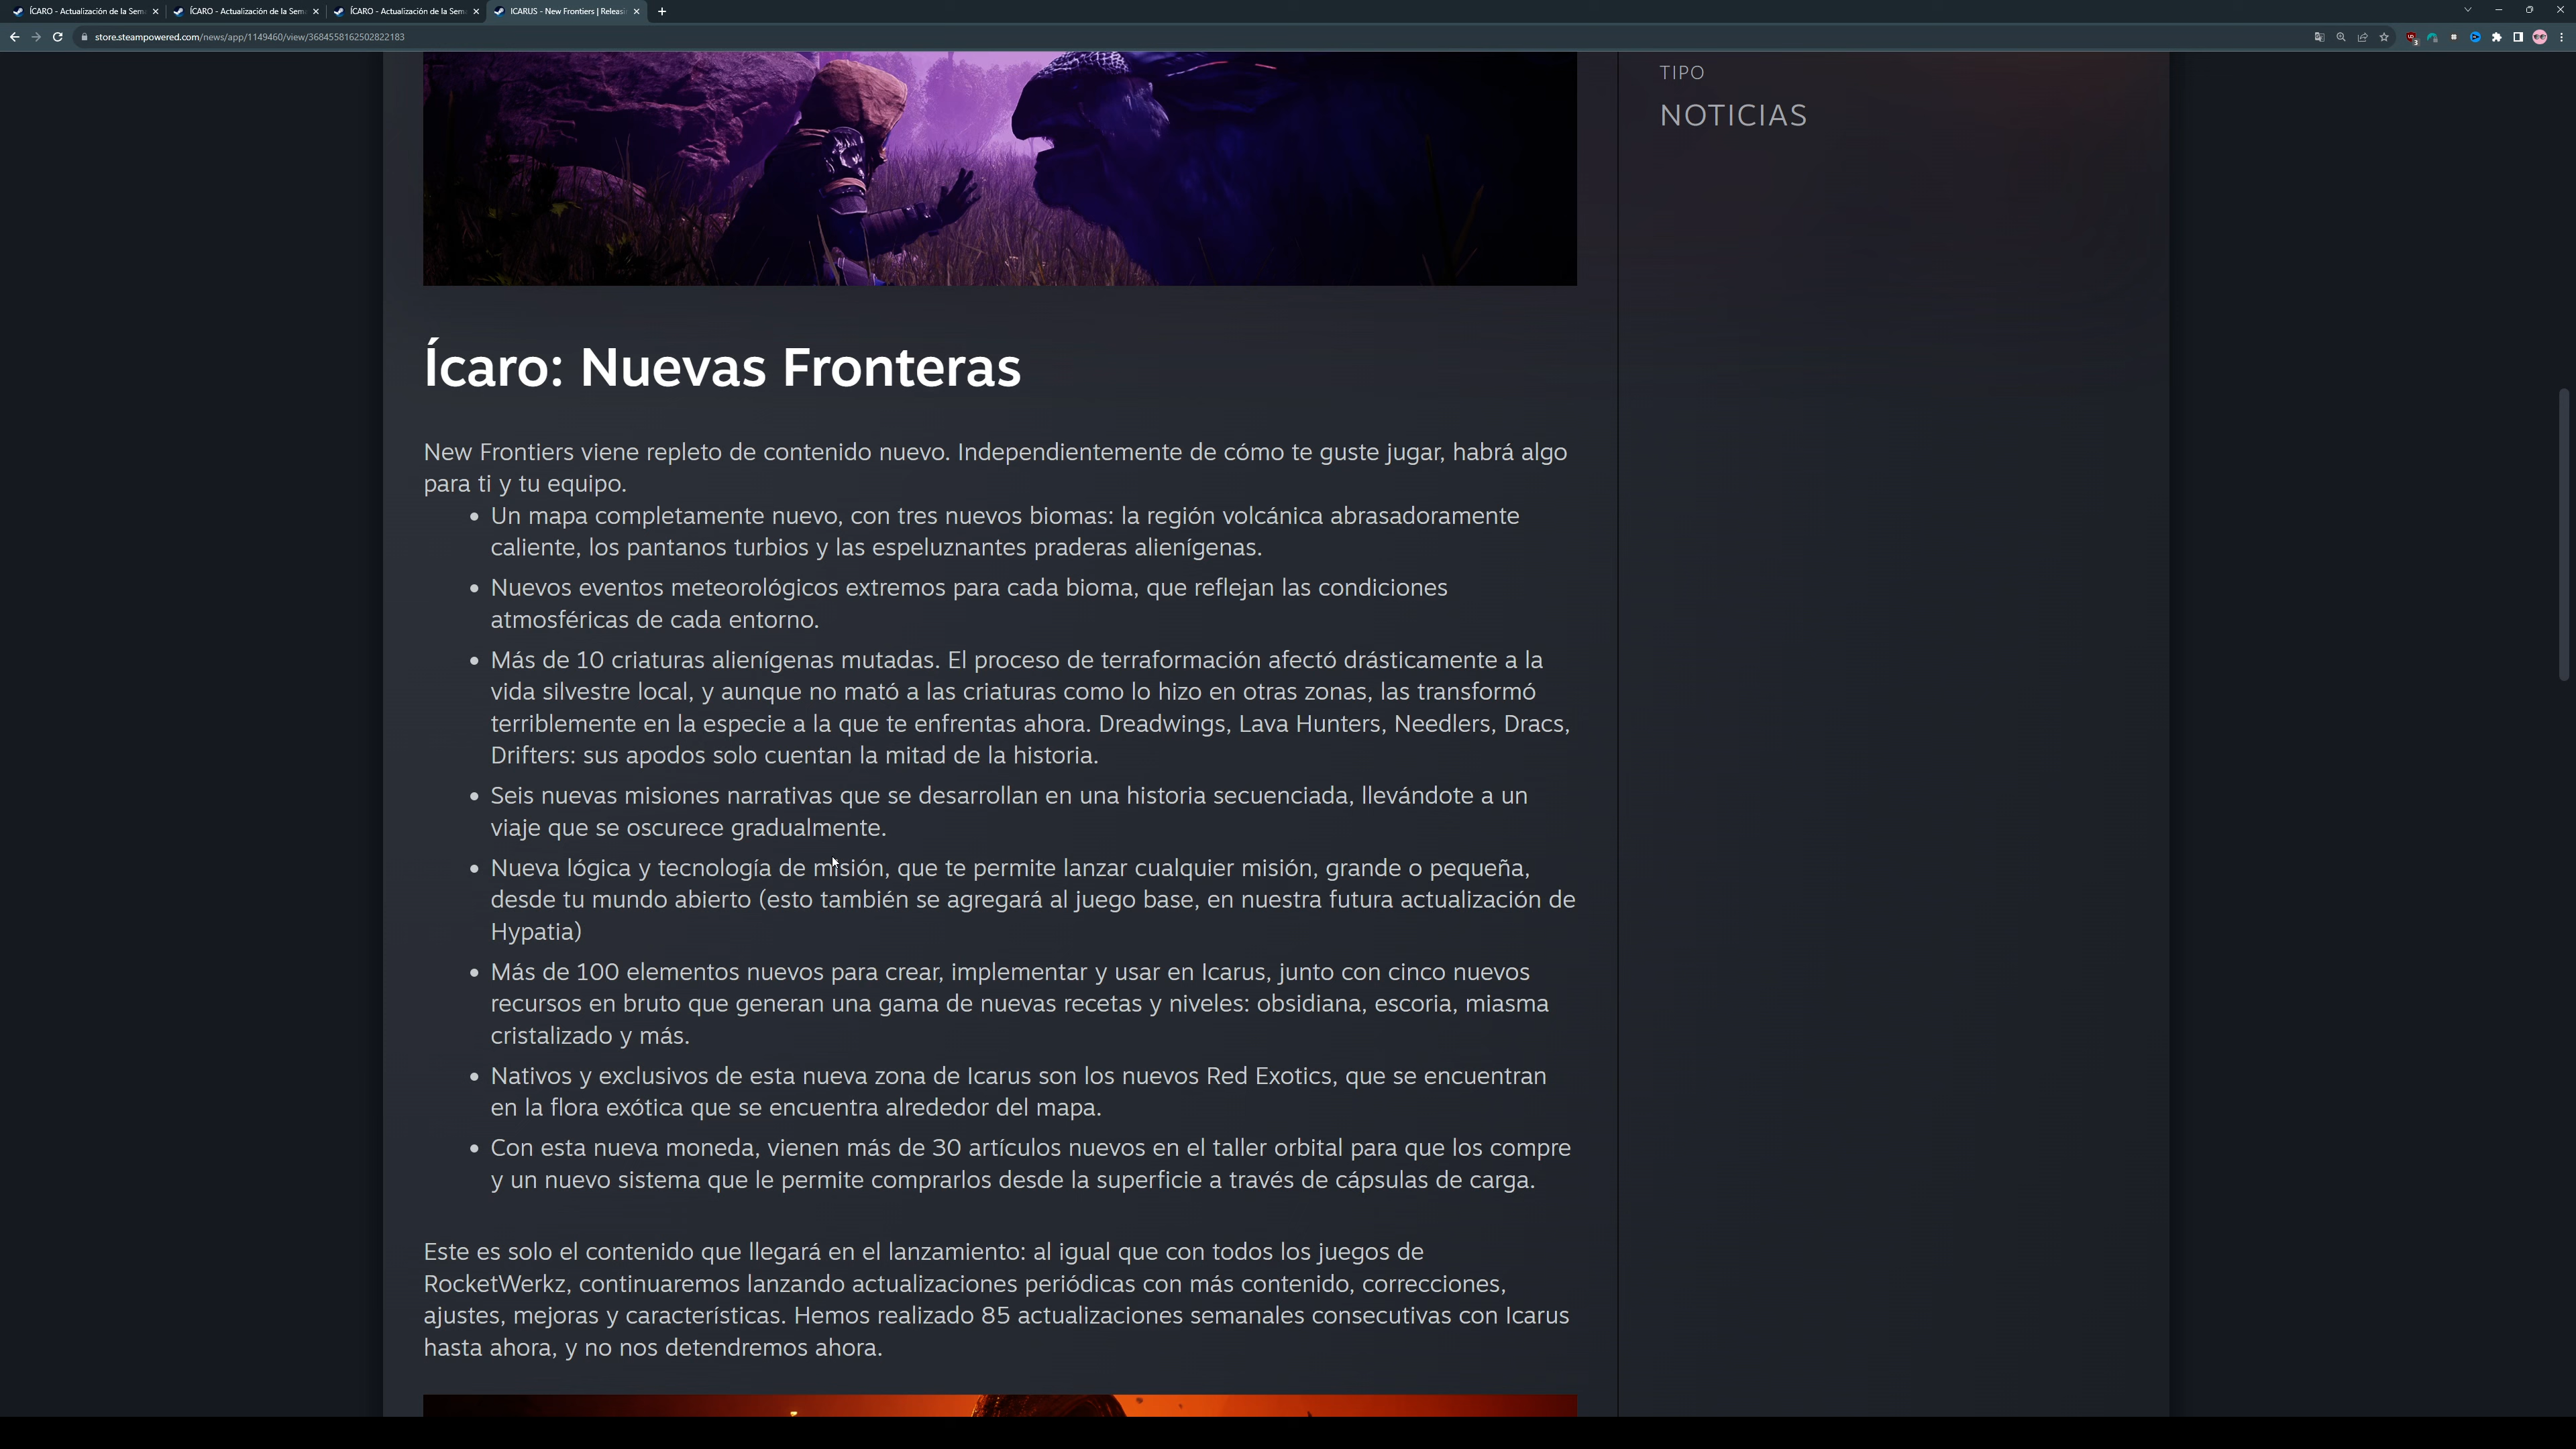 ÍCARO - Actualización de la Sem
ÍCARO - Actualización de la Sem
ÍCARO - Actualización de la Sem
ICARUS - New Frontiers | Releasi
store.steampowered.com/news/app/1149460/view/3684558162502822183
TIPO
NOTICIAS
Ícaro: Nuevas Fronteras
New Frontiers viene repleto de contenido nuevo. Independientemente de cómo te guste jugar, habrá algo
para ti y tu equipo.
• Un mapa completamente nuevo, con tres nuevos biomas: la región volcánica abrasadoramente
caliente, los pantanos turbios y las espeluznantes praderas alienígenas.
• Nuevos eventos meteorológicos extremos para cada bioma, que reflejan las condiciones
atmosféricas de cada entorno.
• Más de 10 criaturas alienígenas mutadas. El proceso de terraformación afectó drásticamente a la
vida silvestre local, y aunque no mató a las criaturas como lo hizo en otras zonas, las transformó
terriblemente en la especie a la que te enfrentas ahora. Dreadwings, Lava Hunters, Needlers, Dracs,
Drifters: sus apodos solo cuentan la mitad de la historia.
• Seis nuevas misiones narrativas que se desarrollan en una historia secuenciada, llevándote a un
viaje que se oscurece gradualmente.
• Nueva lógica y tecnología de misión, que te permite lanzar cualquier misión, grande o pequeña,
desde tu mundo abierto (esto también se agregará al juego base, en nuestra futura actualización de
Hypatia)
• Más de 100 elementos nuevos para crear, implementar y usar en Icarus, junto con cinco nuevos
recursos en bruto que generan una gama de nuevas recetas y niveles: obsidiana, escoria, miasma
cristalizado y más.
• Nativos y exclusivos de esta nueva zona de Icarus son los nuevos Red Exotics, que se encuentran
en la flora exótica que se encuentra alrededor del mapa.
• Con esta nueva moneda, vienen más de 30 artículos nuevos en el taller orbital para que los compre
y un nuevo sistema que le permite comprarlos desde la superficie a través de cápsulas de carga.
Este es solo el contenido que llegará en el lanzamiento: al igual que con todos los juegos de
RocketWerkz, continuaremos lanzando actualizaciones periódicas con más contenido, correcciones,
ajustes, mejoras y características. Hemos realizado 85 actualizaciones semanales consecutivas con Icarus
hasta ahora, y no nos detendremos ahora.